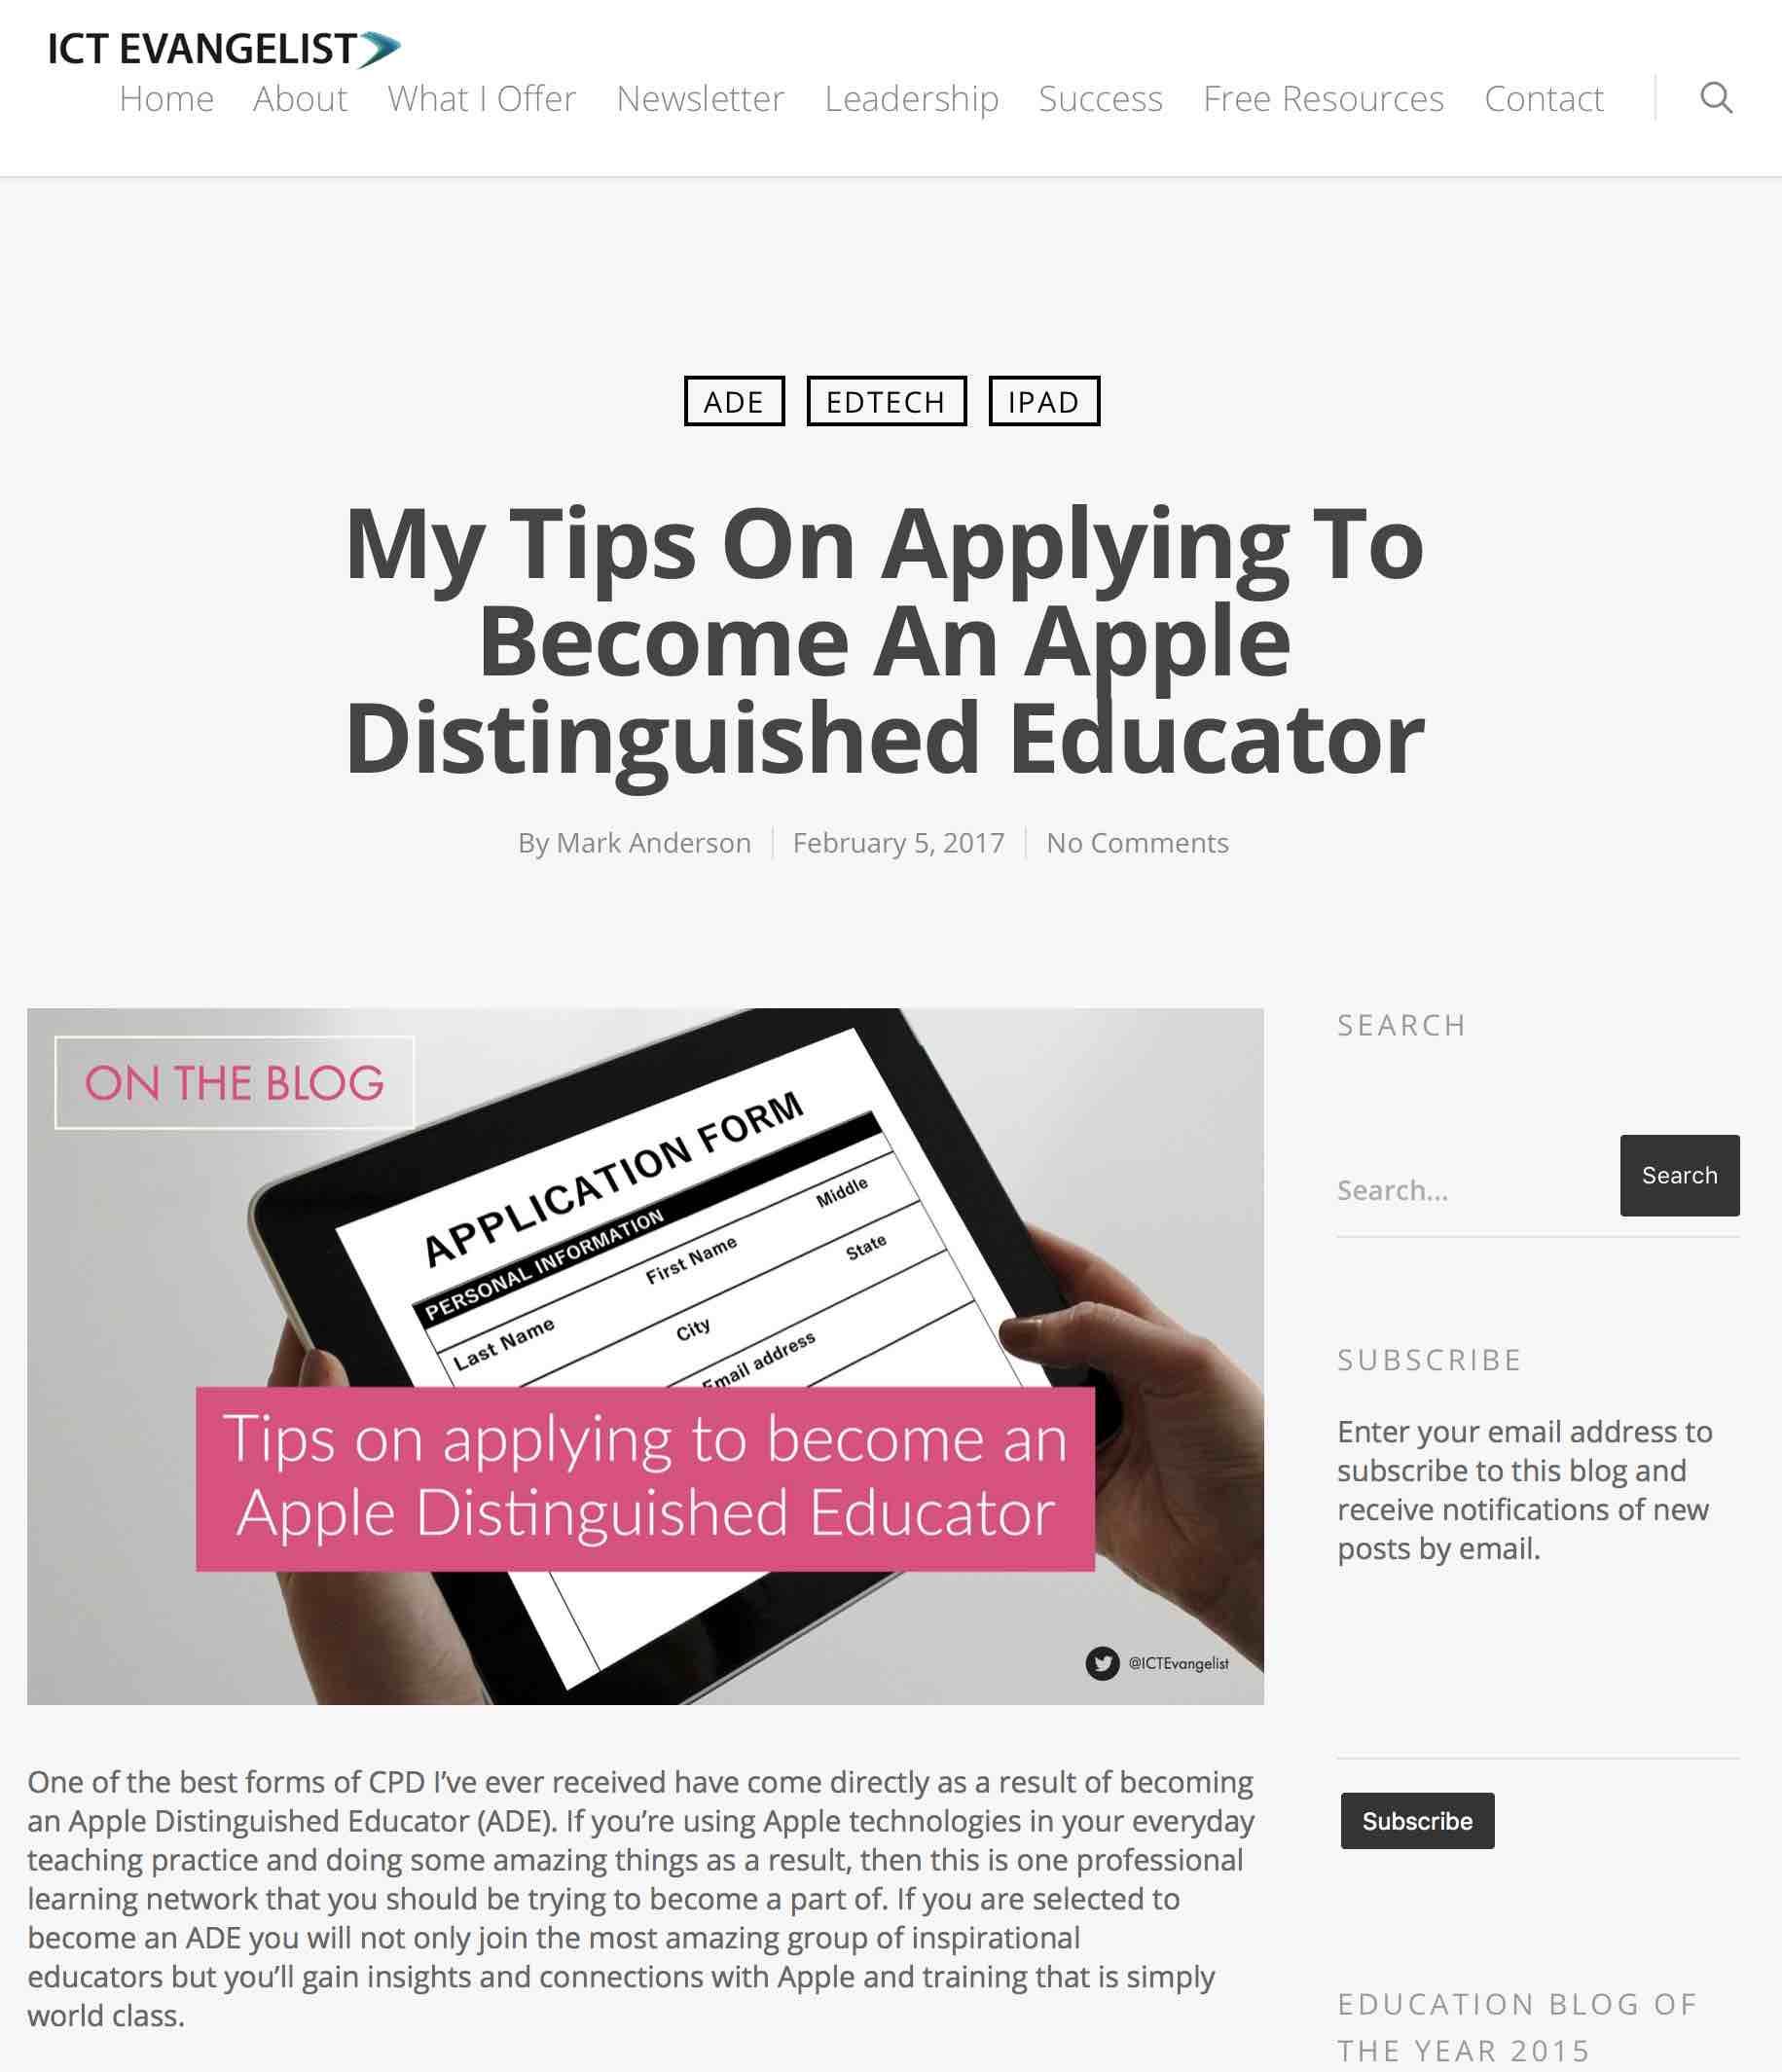 ICT EVANGELIST
Home About What I Offer Newsletter Leadership Success Free Resources Contact
ADE EDTECH IPAD
My Tips On Applying To
Become An Apple
Distinguished Educator
By Mark Anderson February 5, 2017 No Comments
ON THE BLOG
APPLICATION FORM
PERSONAL INFORMATION
Last Name First Name Middle
City State
Email address
Tips on applying to become an
Apple Distinguished Educator
@ICTEvangelist
One of the best forms of CPD I’ve ever received have come directly as a result of becoming
an Apple Distinguished Educator (ADE). If you’re using Apple technologies in your everyday
teaching practice and doing some amazing things as a result, then this is one professional
learning network that you should be trying to become a part of. If you are selected to
become an ADE you will not only join the most amazing group of inspirational
educators but you’ll gain insights and connections with Apple and training that is simply
world class.
SEARCH
Search...
Search
SUBSCRIBE
Enter your email address to
subscribe to this blog and
receive notifications of new
posts by email.
Subscribe
EDUCATION BLOG OF
THE YEAR 2015